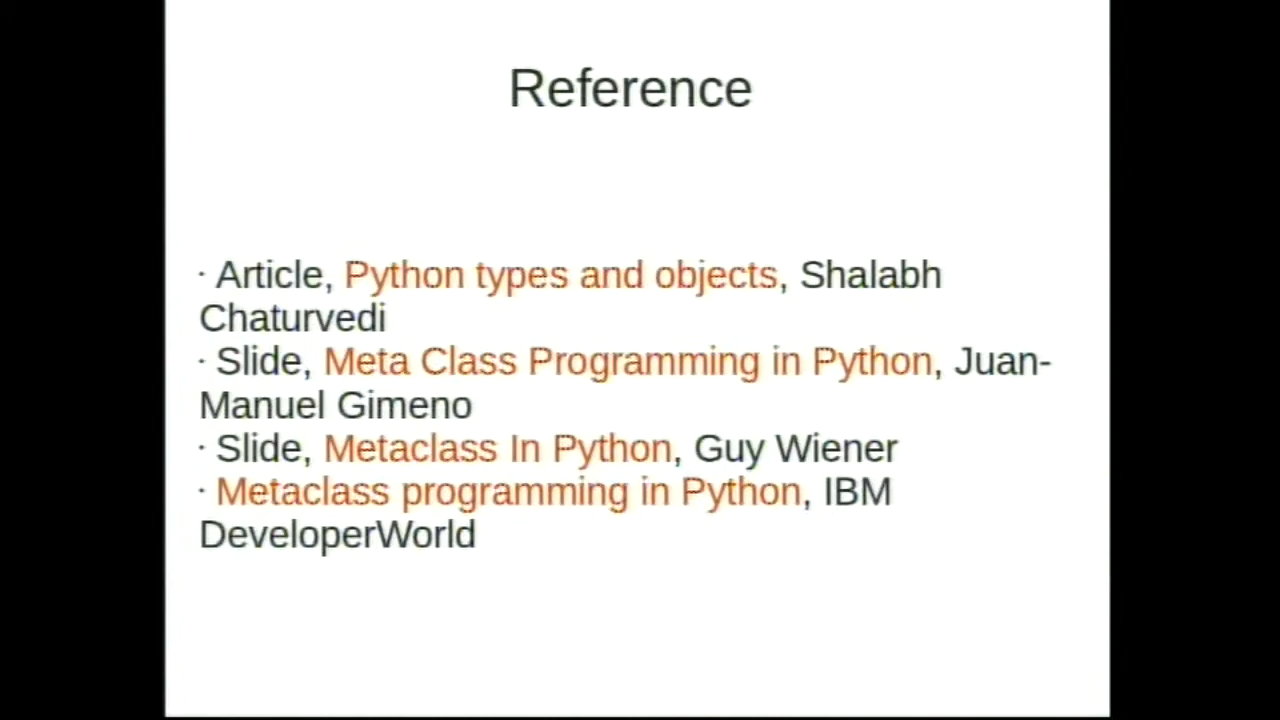 Reference
· Article, Python types and objects, Shalabh
Chaturvedi
· Slide, Meta Class Programming in Python, Juan-
Manuel Gimeno
· Slide, Metaclass In Python, Guy Wiener
· Metaclass programming in Python, IBM
DeveloperWorld